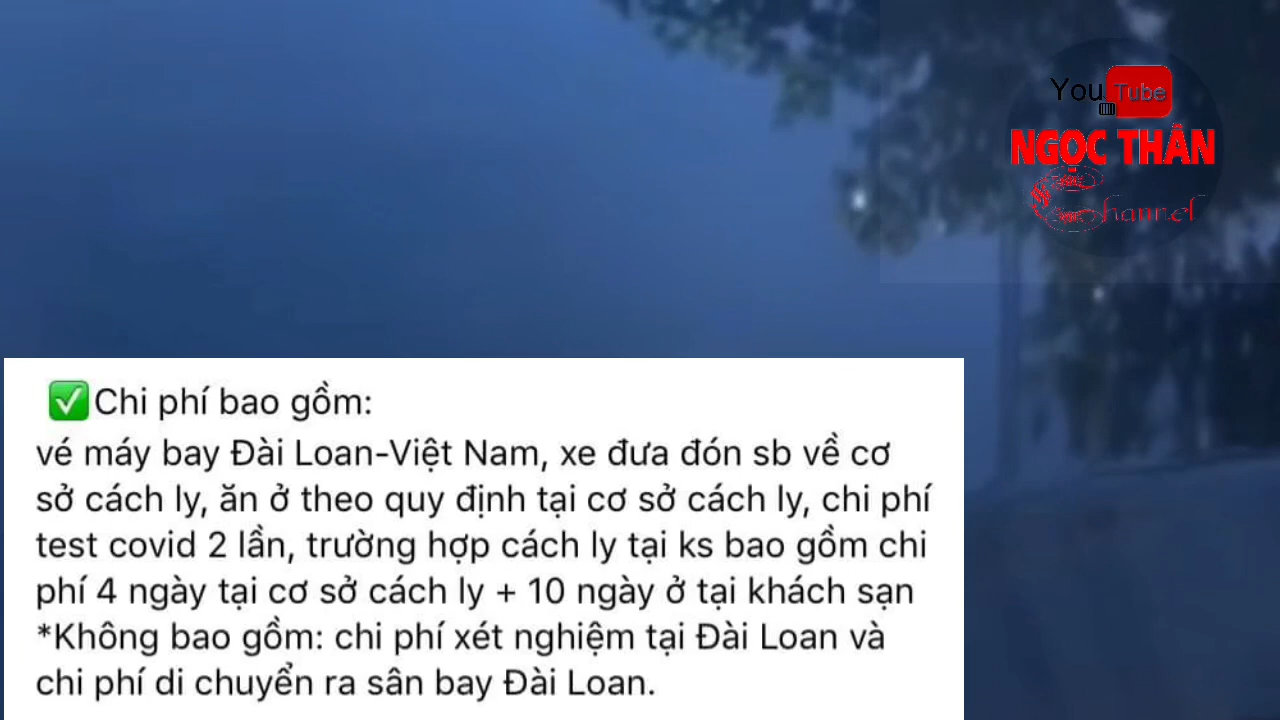 You Tube
NGỌC THÂN
Channel
✅Chi phí bao gồm:
vé máy bay Đài Loan-Việt Nam, xe đưa đón sb về cơ
sở cách ly, ăn ở theo quy định tại cơ sở cách ly, chi phí
test covid 2 lần, trường hợp cách ly tại ks bao gồm chi
phí 4 ngày tại cơ sở cách ly + 10 ngày ở tại khách sạn
*Không bao gồm: chi phí xét nghiệm tại Đài Loan và
chi phí di chuyển ra sân bay Đài Loan.